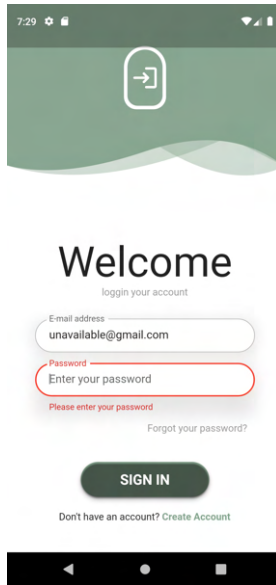 7:29
Welcome
loggin your account
E-mail address
unavailable@gmail.com
Password
Enter your password
Please enter your password
Forgot your password?
SIGN IN
Don't have an account? Create Account